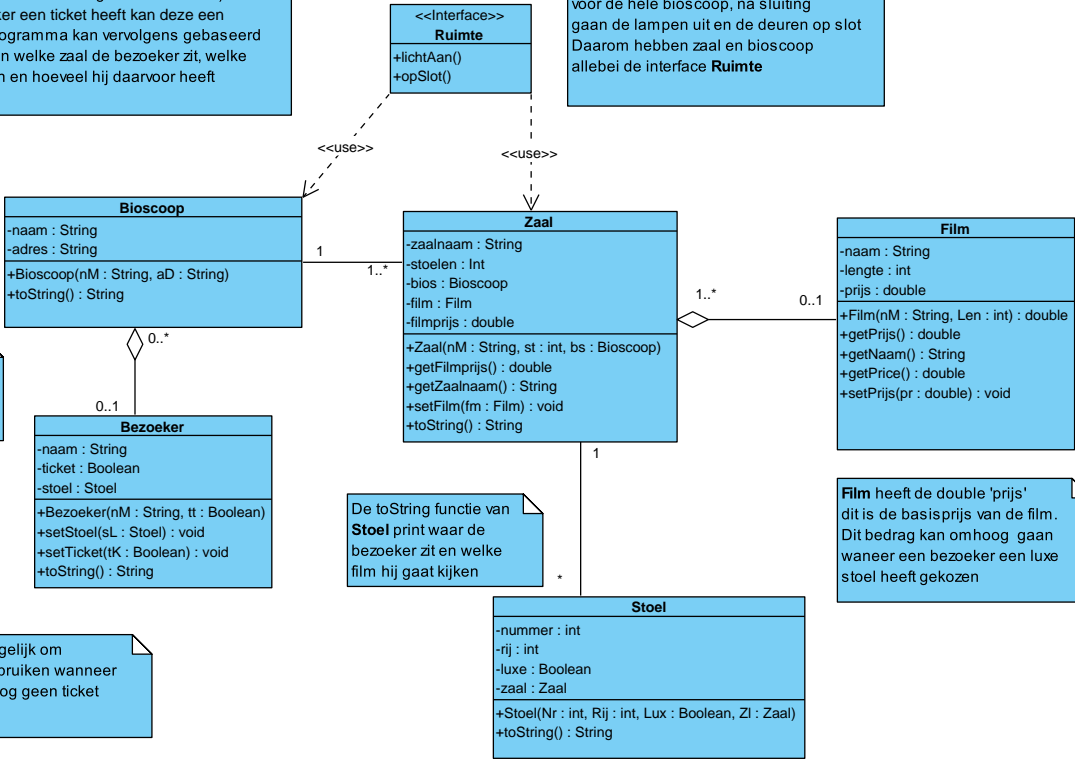 ker een ticket heeft kan deze een
ogramma kan vervolgens gebaseerd
n welke zaal de bezoeker zit, welke
n en hoeveel hij daarvoor heeft
<<Interface>>
Ruimte
+lichtAan()
+opSlot()
voor de hele bioscoop, na sluiting
gaan de lampen uit en de deuren op slot
Daarom hebben zaal en bioscoop
allebei de interface Ruimte
<<use>>
<<use>>
Bioscoop
-naam : String
-adres : String
+Bioscoop(nM : String, aD : String)
+toString() : String
1
1..*
Zaal
-zaalnaam : String
-stoelen : Int
-bios : Bioscoop
-film : Film
-filmprijs : double
+Zaal(nM : String, st : int, bs : Bioscoop)
+getFilmprijs() : double
+getZaalnaam() : String
+setFilm(fm : Film) : void
+toString() : String
1..*
0..1
Film
-naam : String
-lengte : int
-prijs : double
+Film(nM : String, Len : int) : double
+getPrijs() : double
+getNaam() : String
+getPrice() : double
+setPrijs(pr : double) : void
0..*
0..1
Bezoeker
-naam : String
-ticket : Boolean
-stoel : Stoel
+Bezoeker(nM : String, tt : Boolean)
+setStoel(sL : Stoel) : void
+setTicket(tK : Boolean) : void
+toString() : String
1
*
De toString functie van
Stoel print waar de
bezoeker zit en welke
film hij gaat kijken
Film heeft de double 'prijs'
dit is de basisprijs van de film.
Dit bedrag kan omhoog gaan
waneer een bezoeker een luxe
stoel heeft gekozen
Stoel
-nummer : int
-rij : int
-luxe : Boolean
-zaal : Zaal
+Stoel(Nr : int, Rij : int, Lux : Boolean, Zl : Zaal)
+toString() : String
gelijk om
bruiken wanneer
og geen ticket